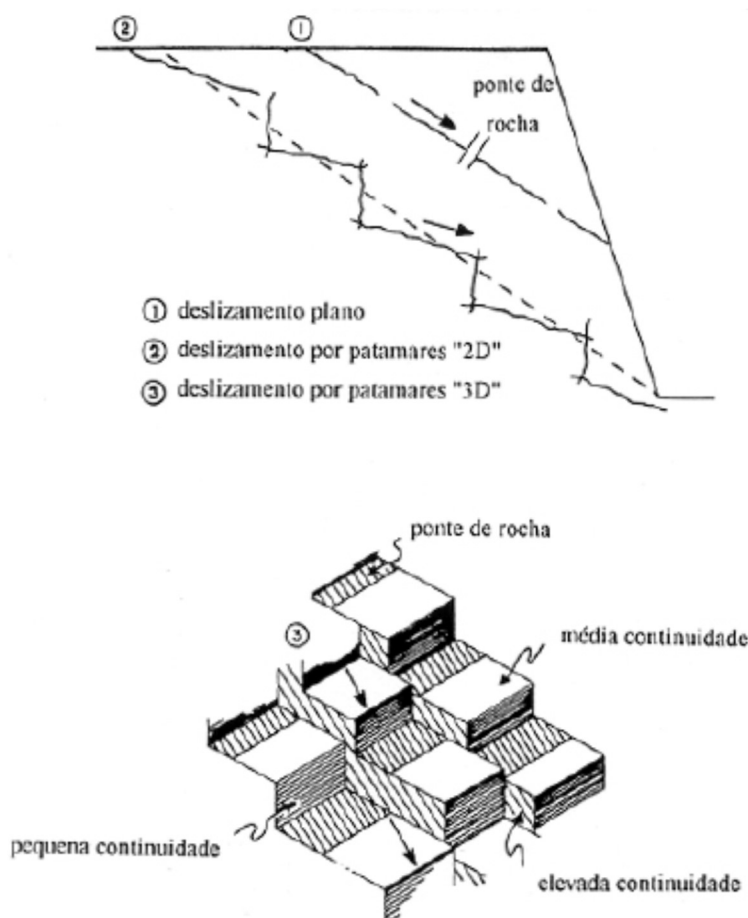 ② ①
ponte de
rocha
① deslizamento plano
② deslizamento por patamares "2D"
③ deslizamento por patamares "3D"
ponte de rocha
③
média continuidade
pequena continuidade
elevada continuidade